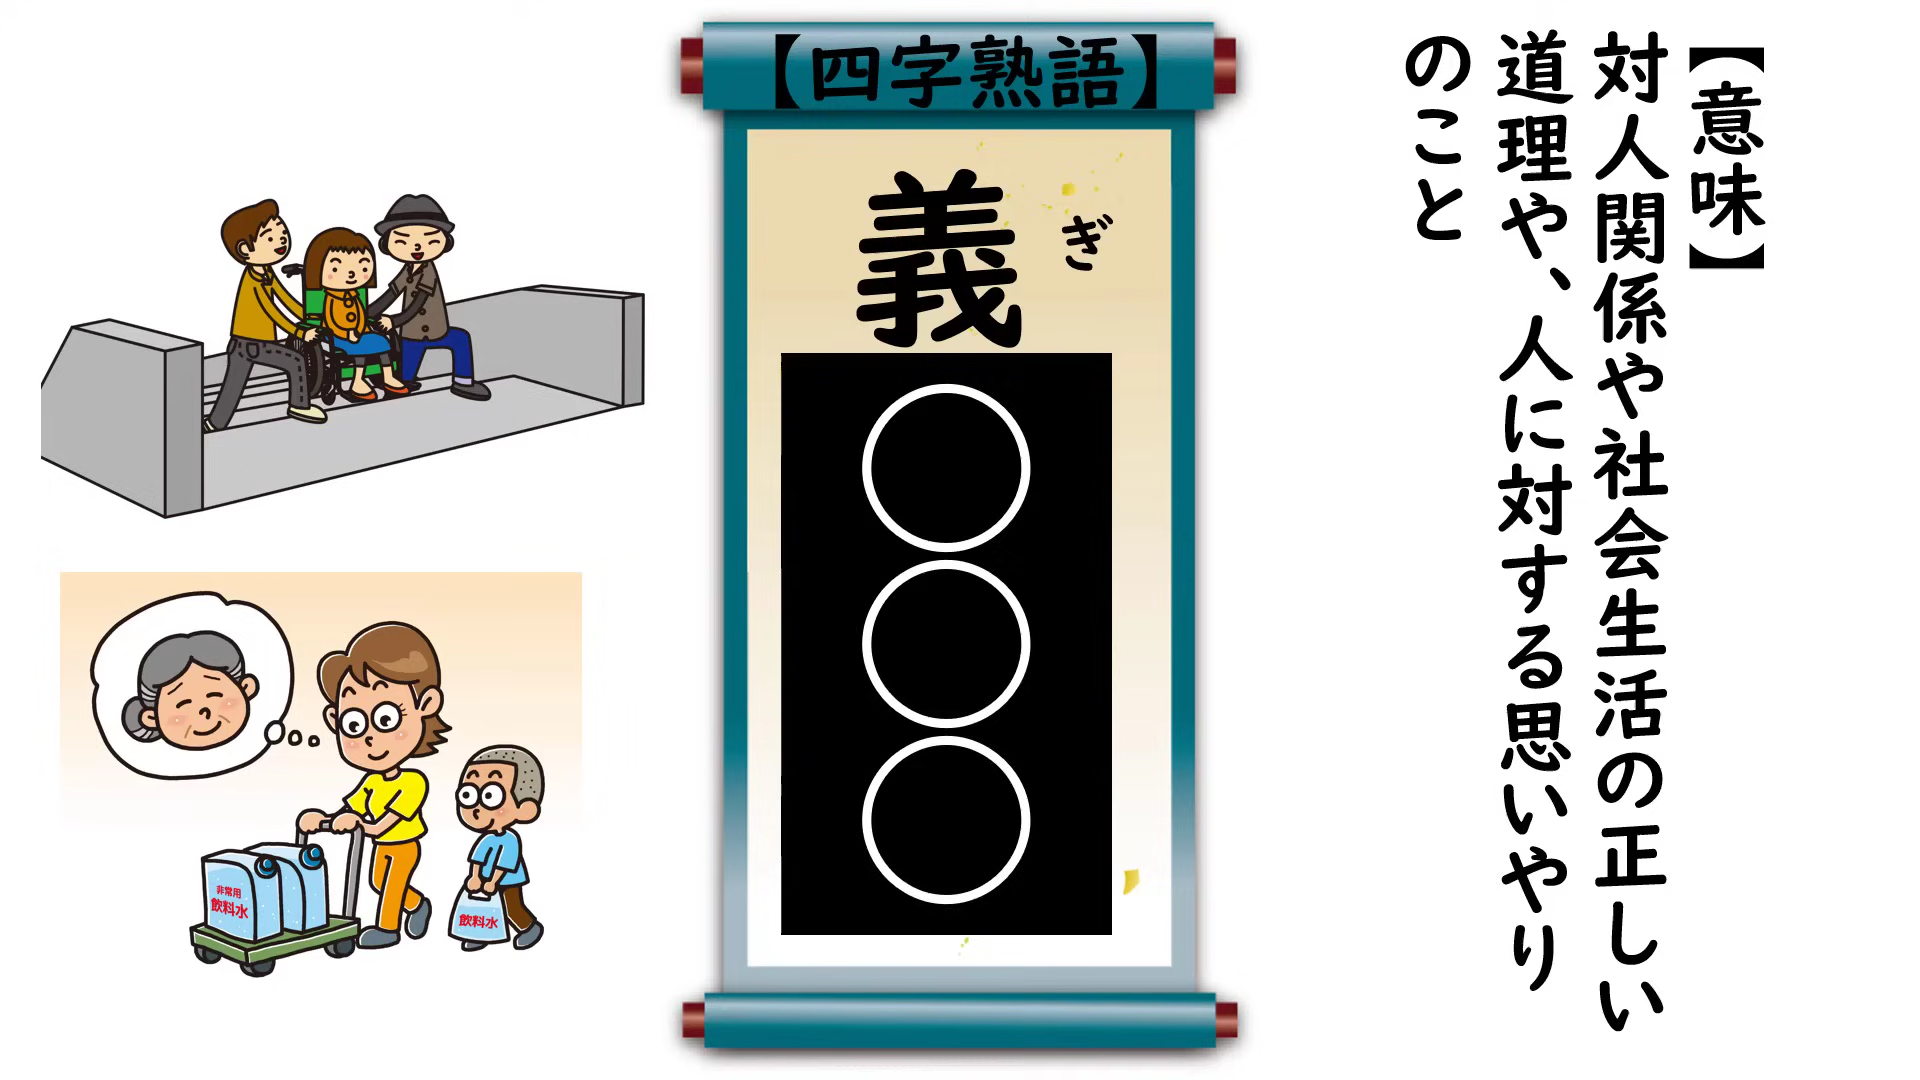 【四字熟語】
義
ぎ
【意味】
対人関係や社会生活の正しい
道理や、人に対する思いやり
のこと
非常用
飲料水
飲料水